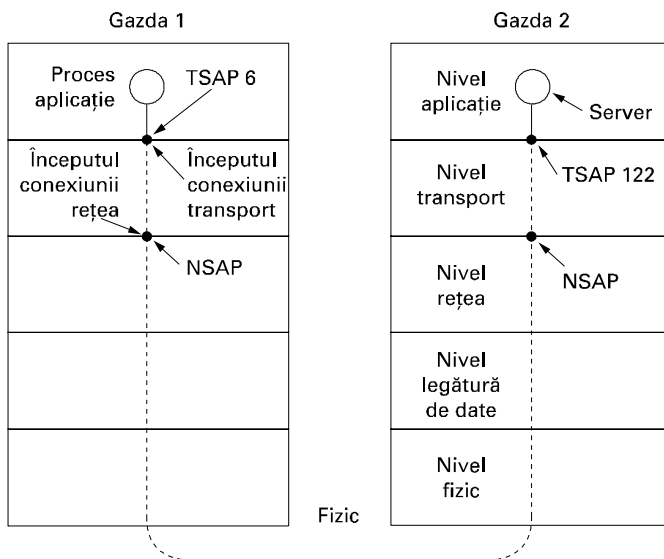 Gazda 1
Proces
aplicație
TSAP 6
Începutul
conexiunii
rețea
Începutul
conexiunii
transport
NSAP
Fizic
Gazda 2
Nivel
aplicație
Server
TSAP 122
Nivel
transport
NSAP
Nivel
rețea
Nivel
legătură
de date
Nivel
fizic